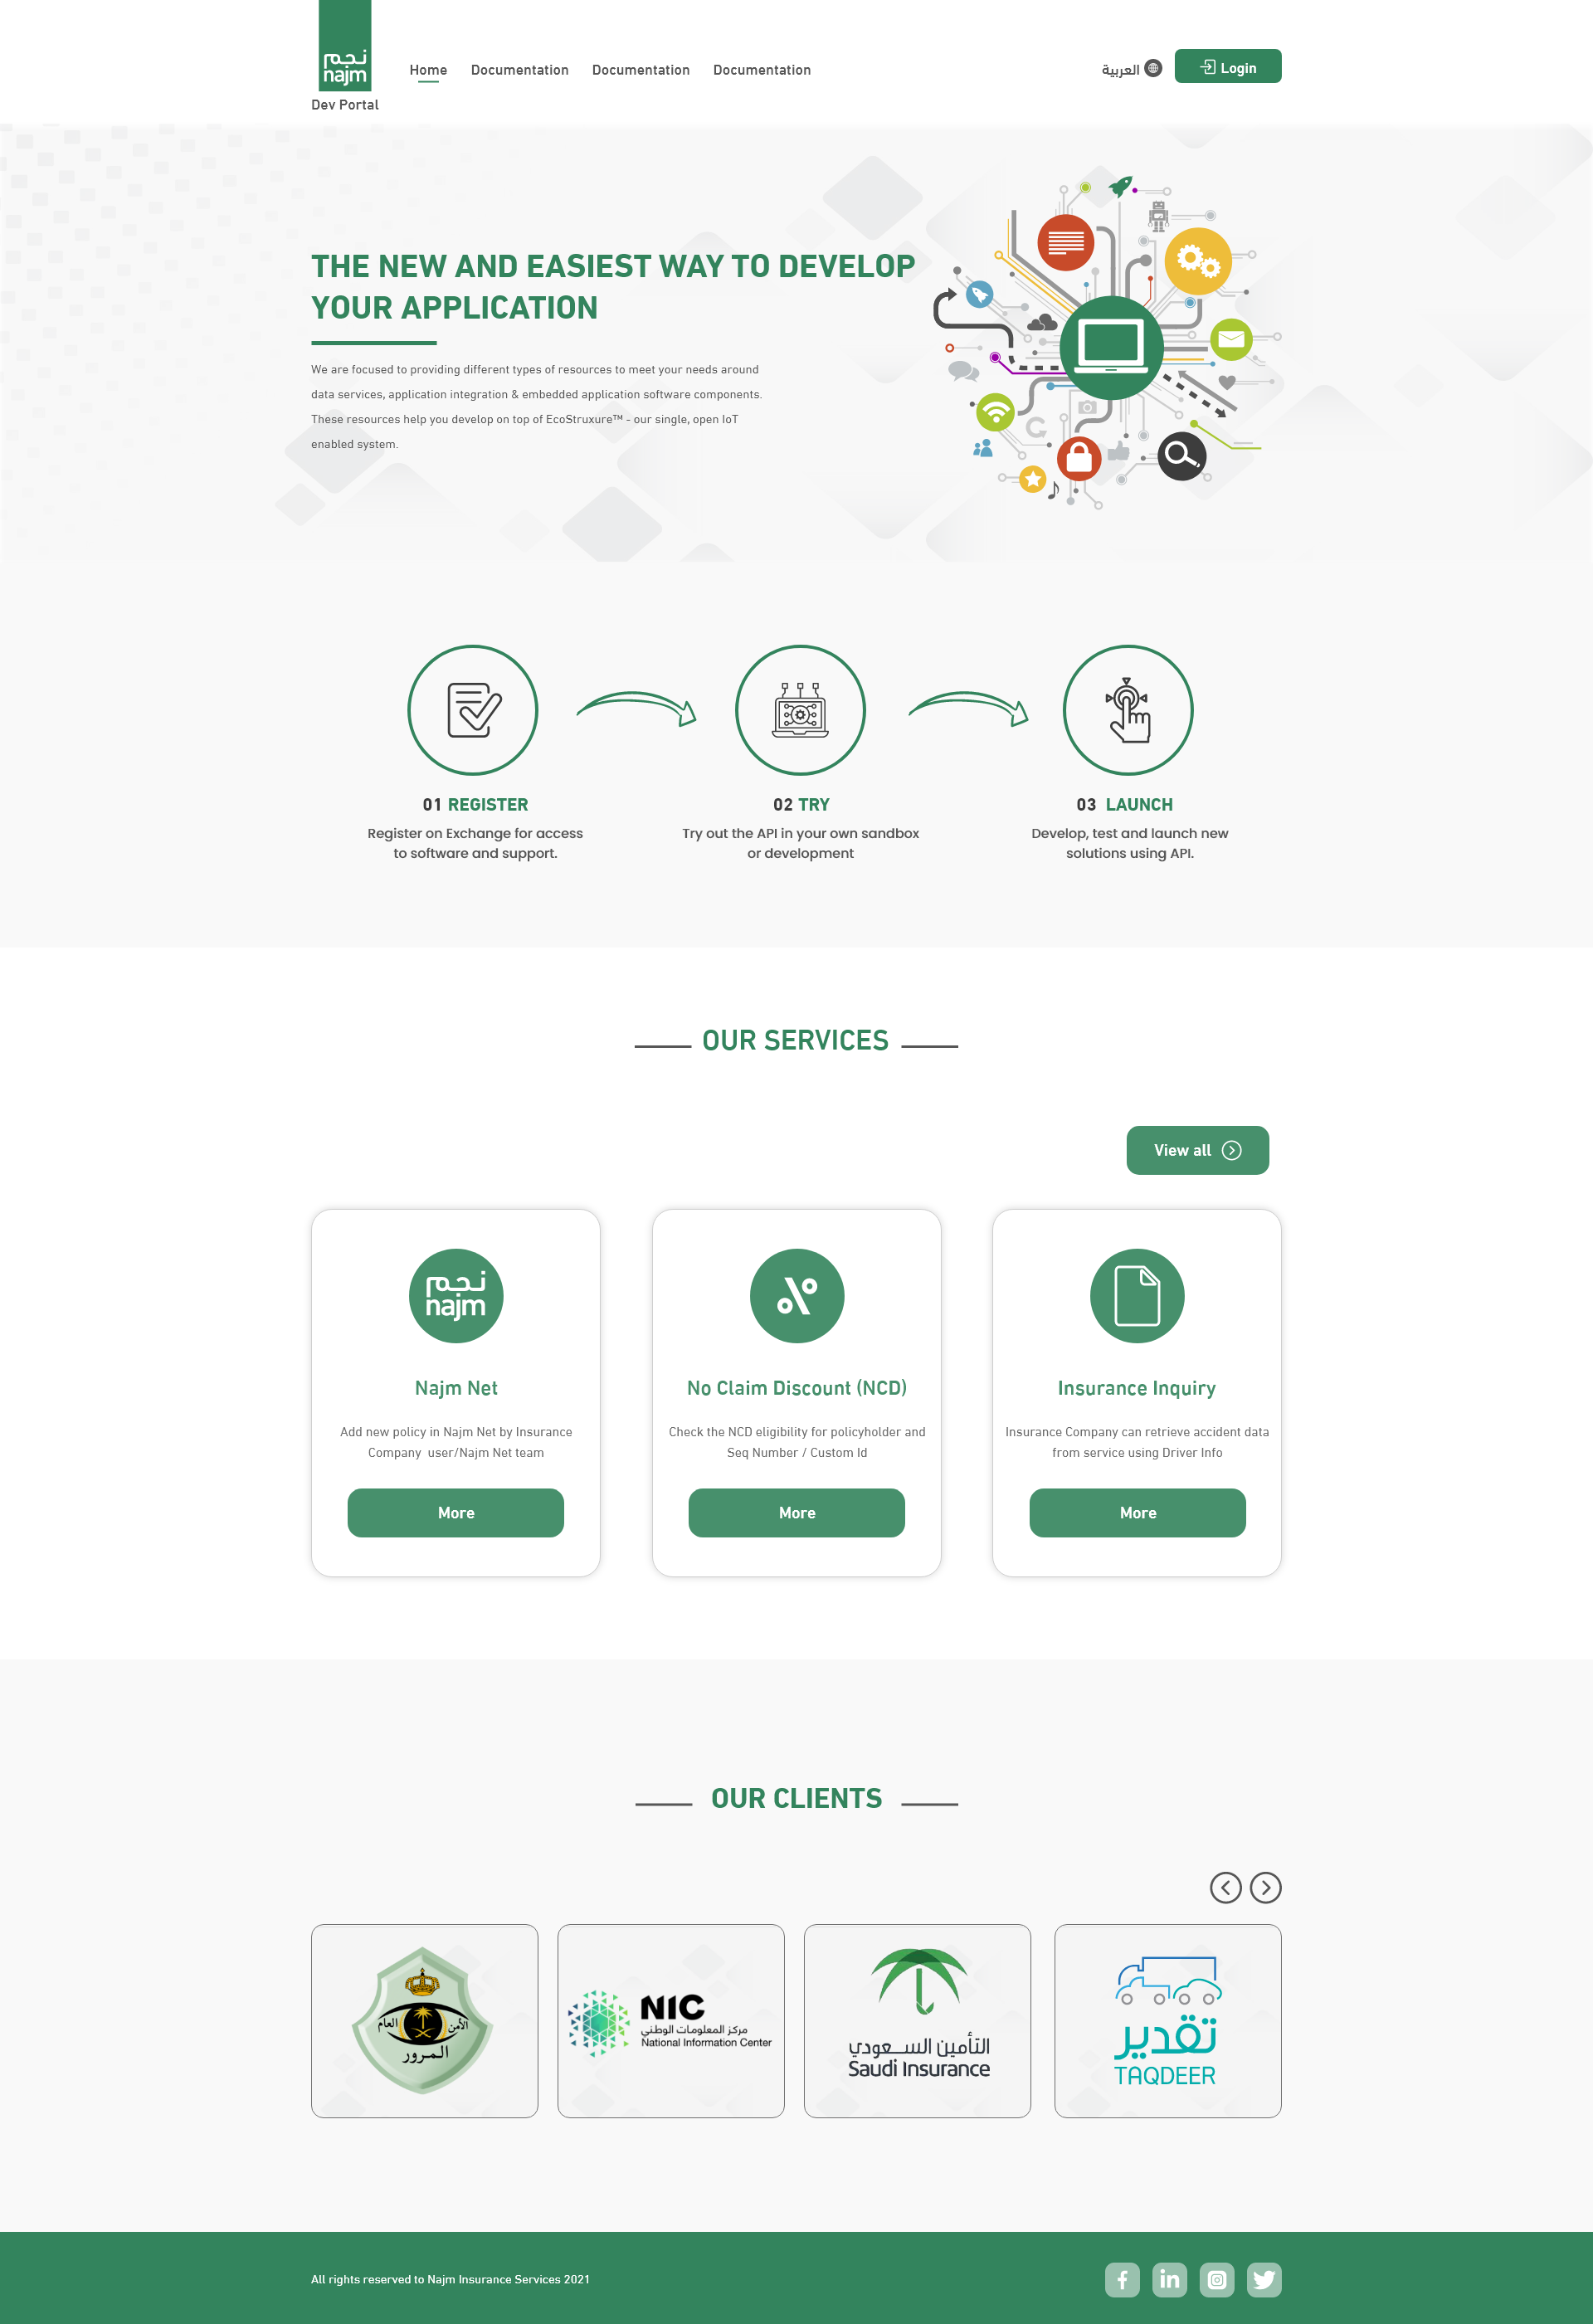 نجم
najm
Dev Portal
Home Documentation Documentation Documentation
العربية
Login
THE NEW AND EASIEST WAY TO DEVELOP
YOUR APPLICATION
We are focused to providing different types of resources to meet your needs around
data services, application integration & embedded application software components.
These resources help you develop on top of EcoStruxure™ - our single, open IoT
enabled system.
01 REGISTER
Register on Exchange for access
to software and support.
02 TRY
Try out the API in your own sandbox
or development
03 LAUNCH
Develop, test and launch new
solutions using API.
OUR SERVICES
View all
نجم
najm
Najm Net
Add new policy in Najm Net by Insurance
Company user/Najm Net team
More
No Claim Discount (NCD)
Check the NCD eligibility for policyholder and
Seq Number / Custom Id
More
Insurance Inquiry
Insurance Company can retrieve accident data
from service using Driver Info
More
OUR CLIENTS
الأمن العام
المرور
NIC
مركز المعلومات الوطني
National Information Center
التأمين السعودي
Saudi Insurance
تقدير
TAQDEER
All rights reserved to Najm Insurance Services 2021